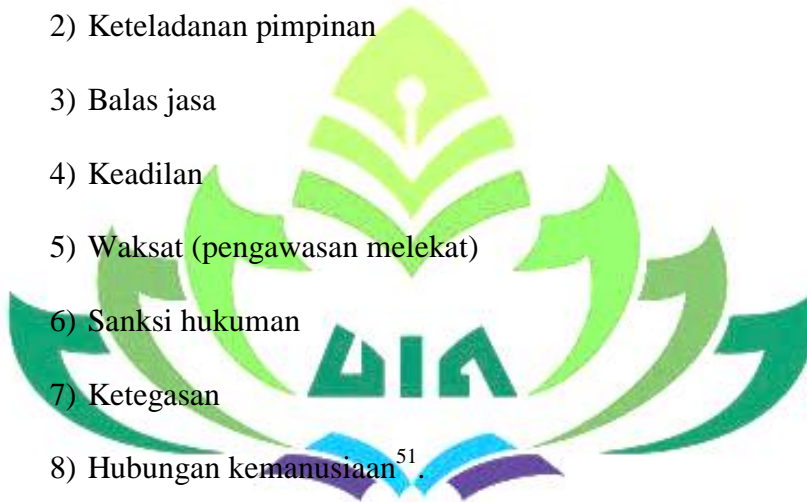 2) Keteladanan pimpinan
3) Balas jasa
4) Keadilan
5) Waksat (pengawasan melekat)
6) Sanksi hukuman
UIN
7) Ketegasan
8) Hubungan kemanusiaan51.